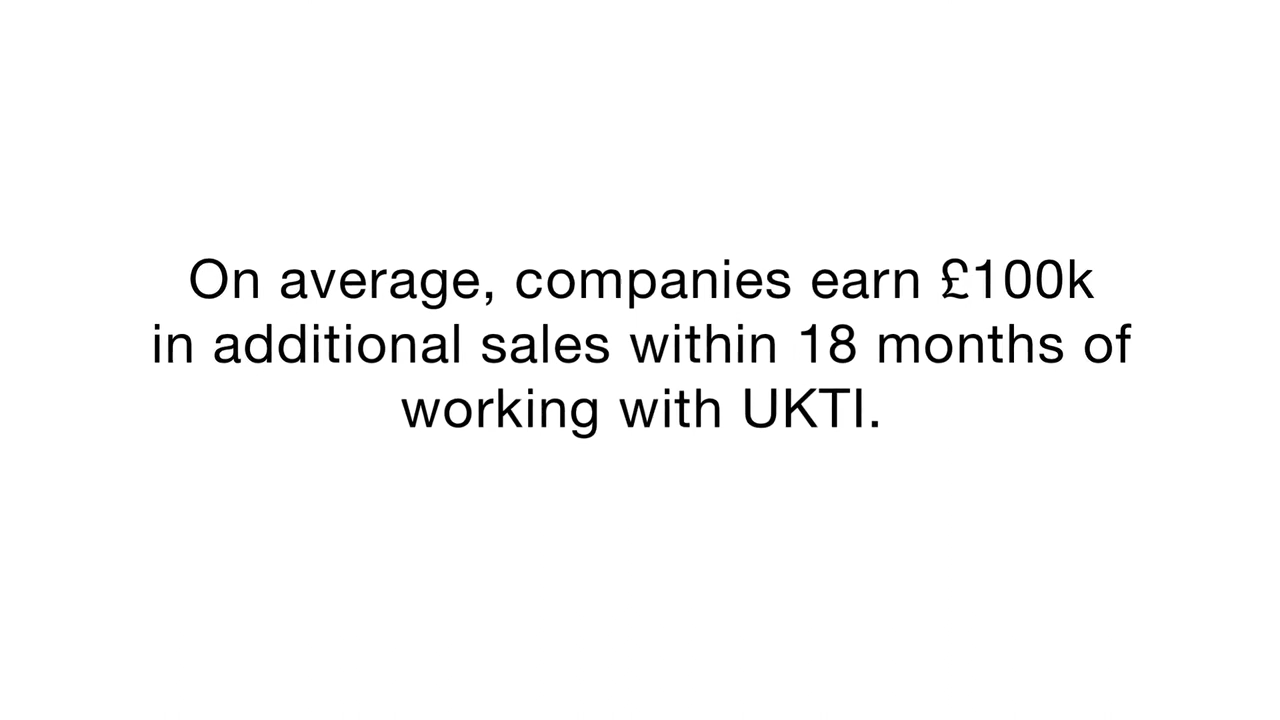 On average, companies earn £100k
in additional sales within 18 months of
working with UKTI.